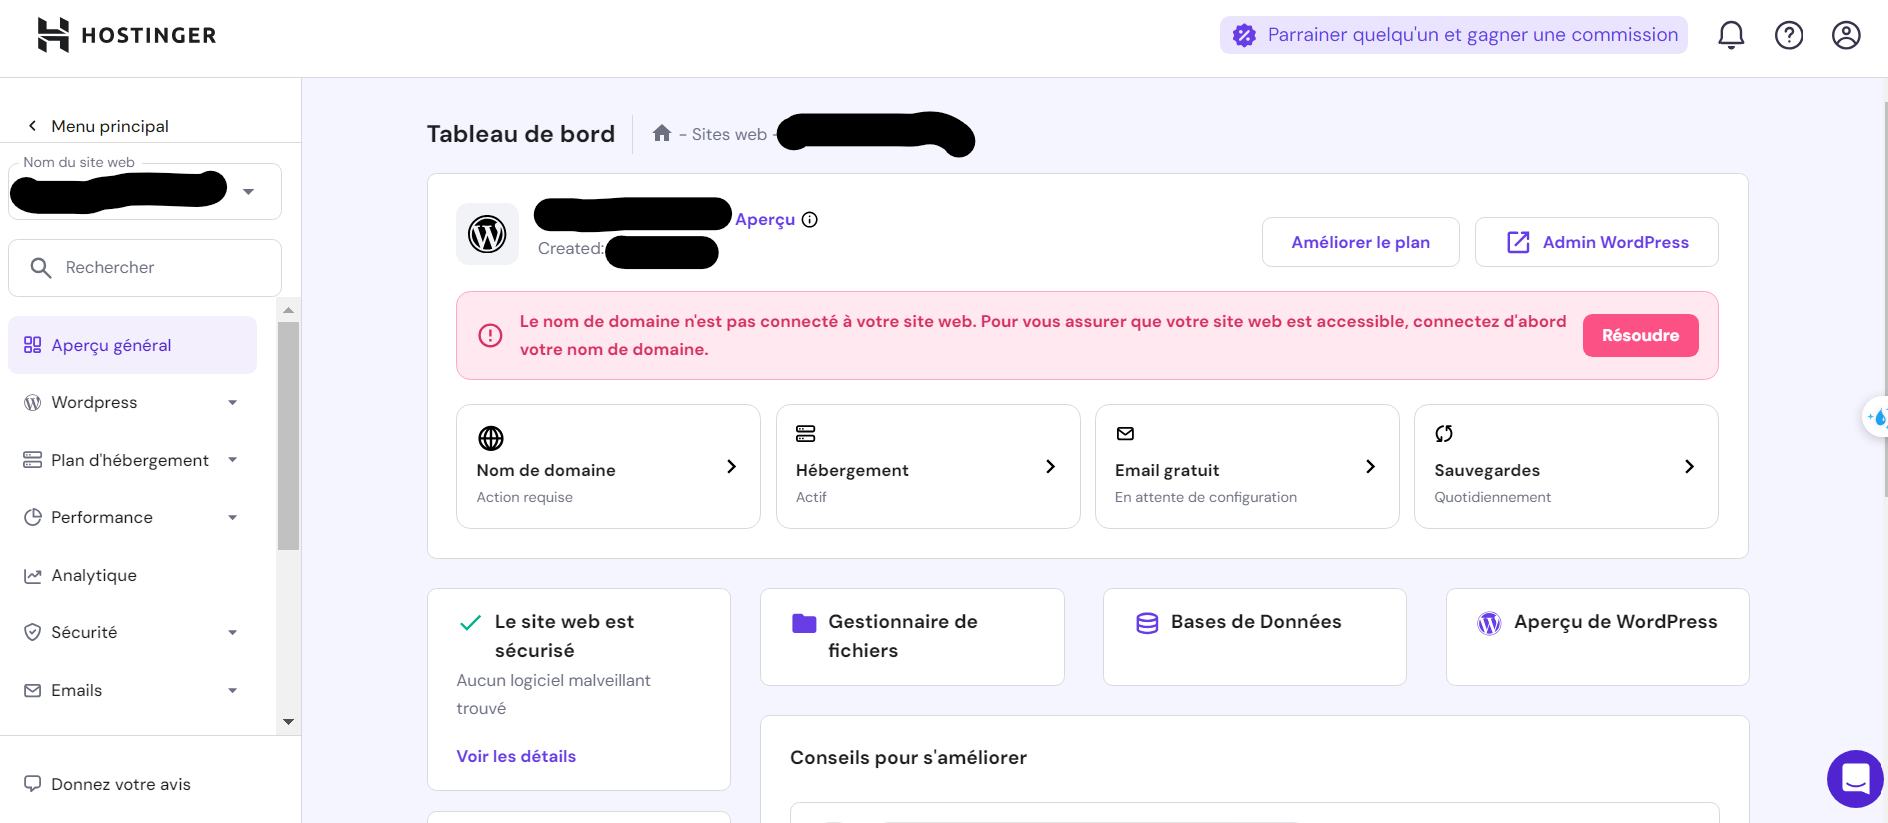 HOSTINGER
Parrainer quelqu'un et gagner une commission
Menu principal
Nom du site web
Rechercher
Aperçu général
Wordpress
Plan d'hébergement
Performance
Analytique
Sécurité
Emails
Donnez votre avis
Tableau de bord
- Sites web -
Aperçu
Created:
Améliorer le plan
Admin WordPress
Le nom de domaine n'est pas connecté à votre site web. Pour vous assurer que votre site web est accessible, connectez d'abord
votre nom de domaine.
Résoudre
Nom de domaine
Action requise
Hébergement
Actif
Email gratuit
En attente de configuration
Sauvegardes
Quotidiennement
Le site web est
sécurisé
Aucun logiciel malveillant
trouvé
Voir les détails
Gestionnaire de
fichiers
Bases de Données
Aperçu de WordPress
Conseils pour s'améliorer